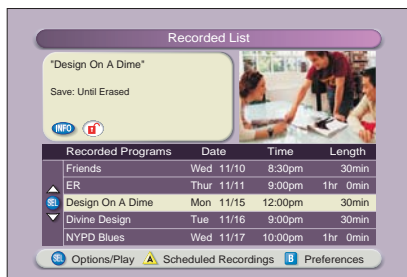 Recorded List
"Design On A Dime"
Save: Until Erased
INFO
Recorded Programs Date Time Length
Friends Wed 11/10 8:30pm 30min
ER Thur 11/11 9:00pm 1hr 0min
SEL Design On A Dime Mon 11/15 12:00pm 30min
Divine Design Tue 11/16 9:00pm 30min
NYPD Blues Wed 11/17 10:00pm 1hr 0min
SEL Options/Play A Scheduled Recordings B Preferences